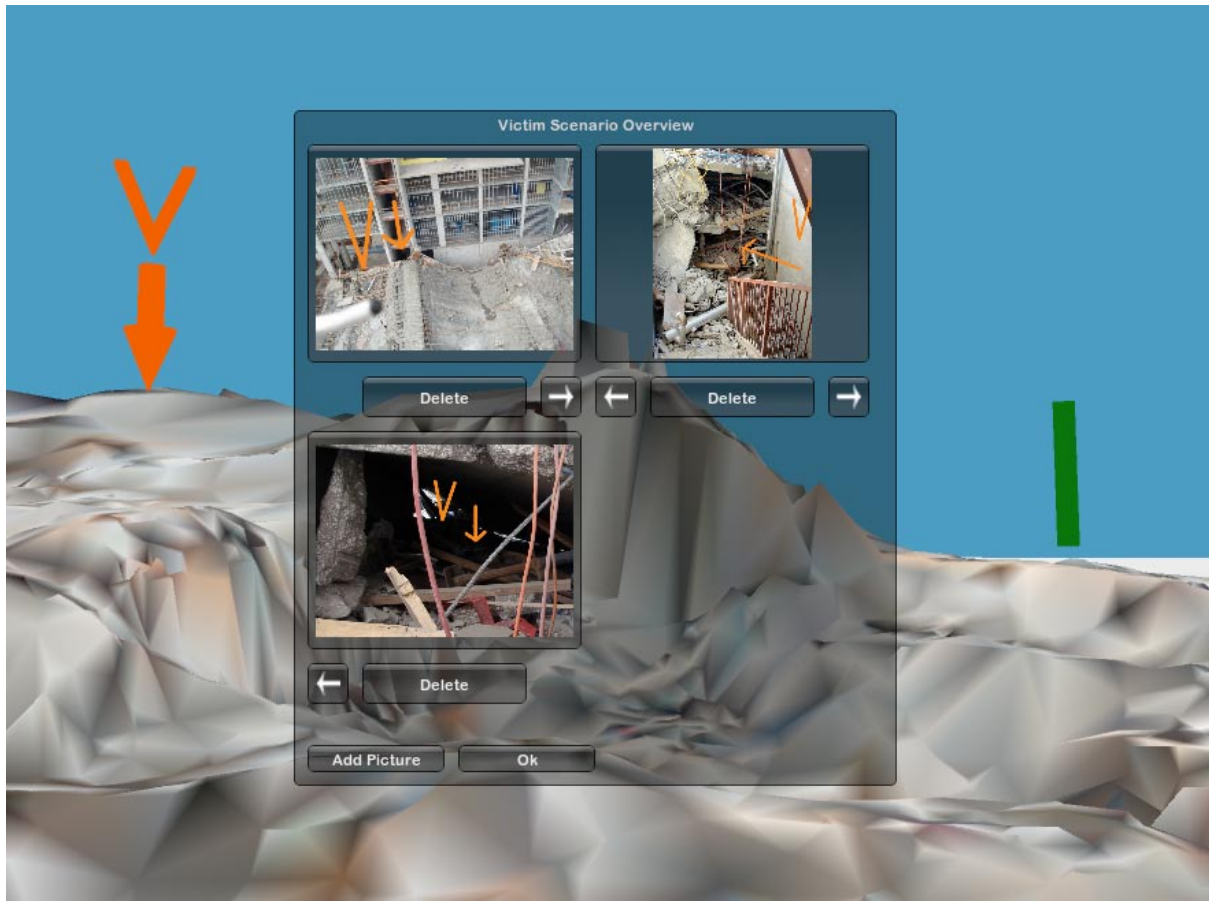 Victim Scenario Overview
V
V
V
Delete
Delete
V
Delete
Add Picture
Ok